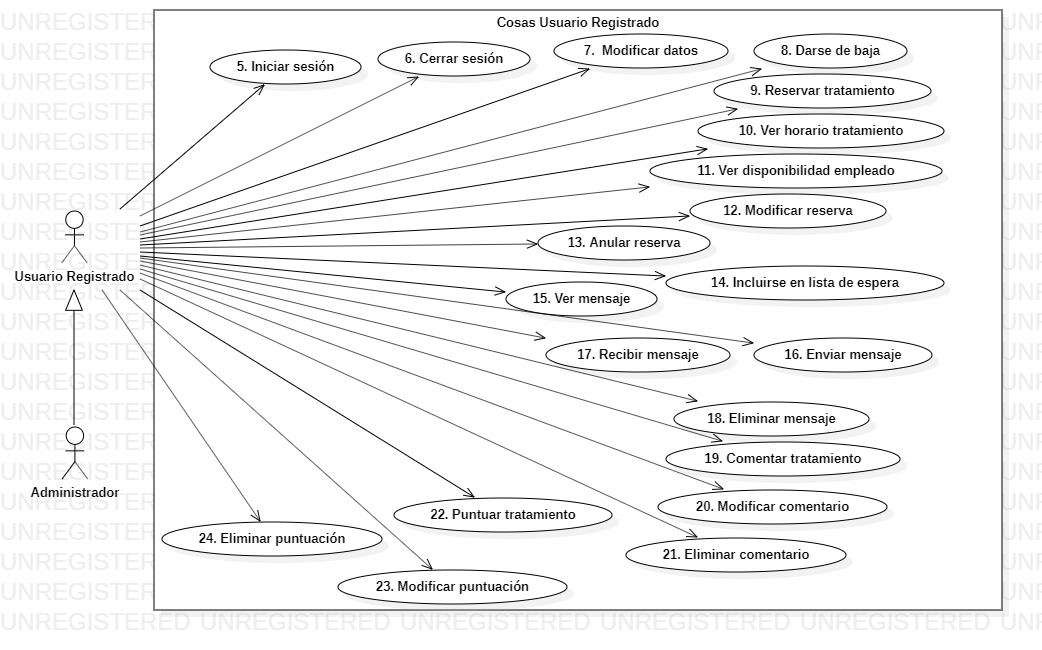 Cosas Usuario Registrado
5. Iniciar sesión
6. Cerrar sesión
7. Modificar datos
8. Darse de baja
9. Reservar tratamiento
10. Ver horario tratamiento
11. Ver disponibilidad empleado
12. Modificar reserva
13. Anular reserva
Usuario Registrado
14. Incluirse en lista de espera
15. Ver mensaje
17. Recibir mensaje
16. Enviar mensaje
18. Eliminar mensaje
19. Comentar tratamiento
Administrador
20. Modificar comentario
22. Puntuar tratamiento
24. Eliminar puntuación
21. Eliminar comentario
23. Modificar puntuación
UNREGISTERED UNREGISTERED UNREGISTERED UNREGISTERED UNREGISTERED